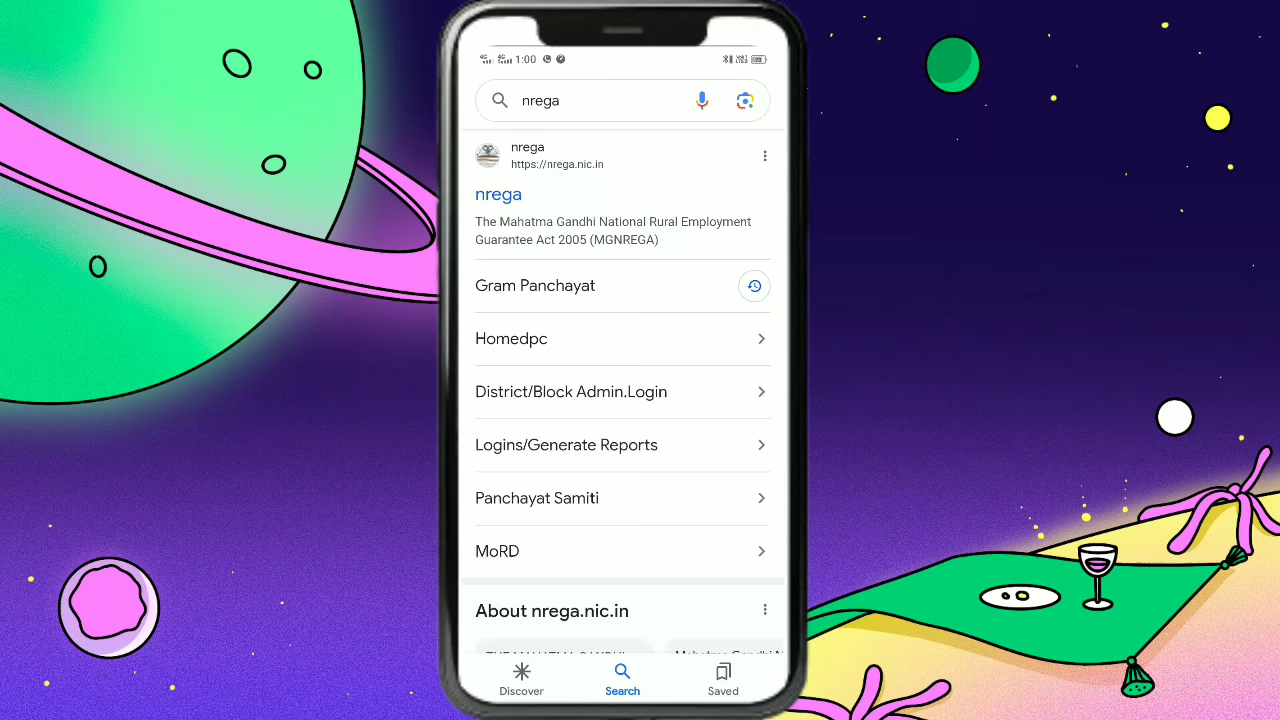 1:00
nrega
nrega
https://nrega.nic.in
nrega
The Mahatma Gandhi National Rural Employment
Guarantee Act 2005 (MGNREGA)
Gram Panchayat
Homedpc
District/Block Admin.Login
Logins/Generate Reports
Panchayat Samiti
MoRD
About nrega.nic.in
Discover
Search
Saved